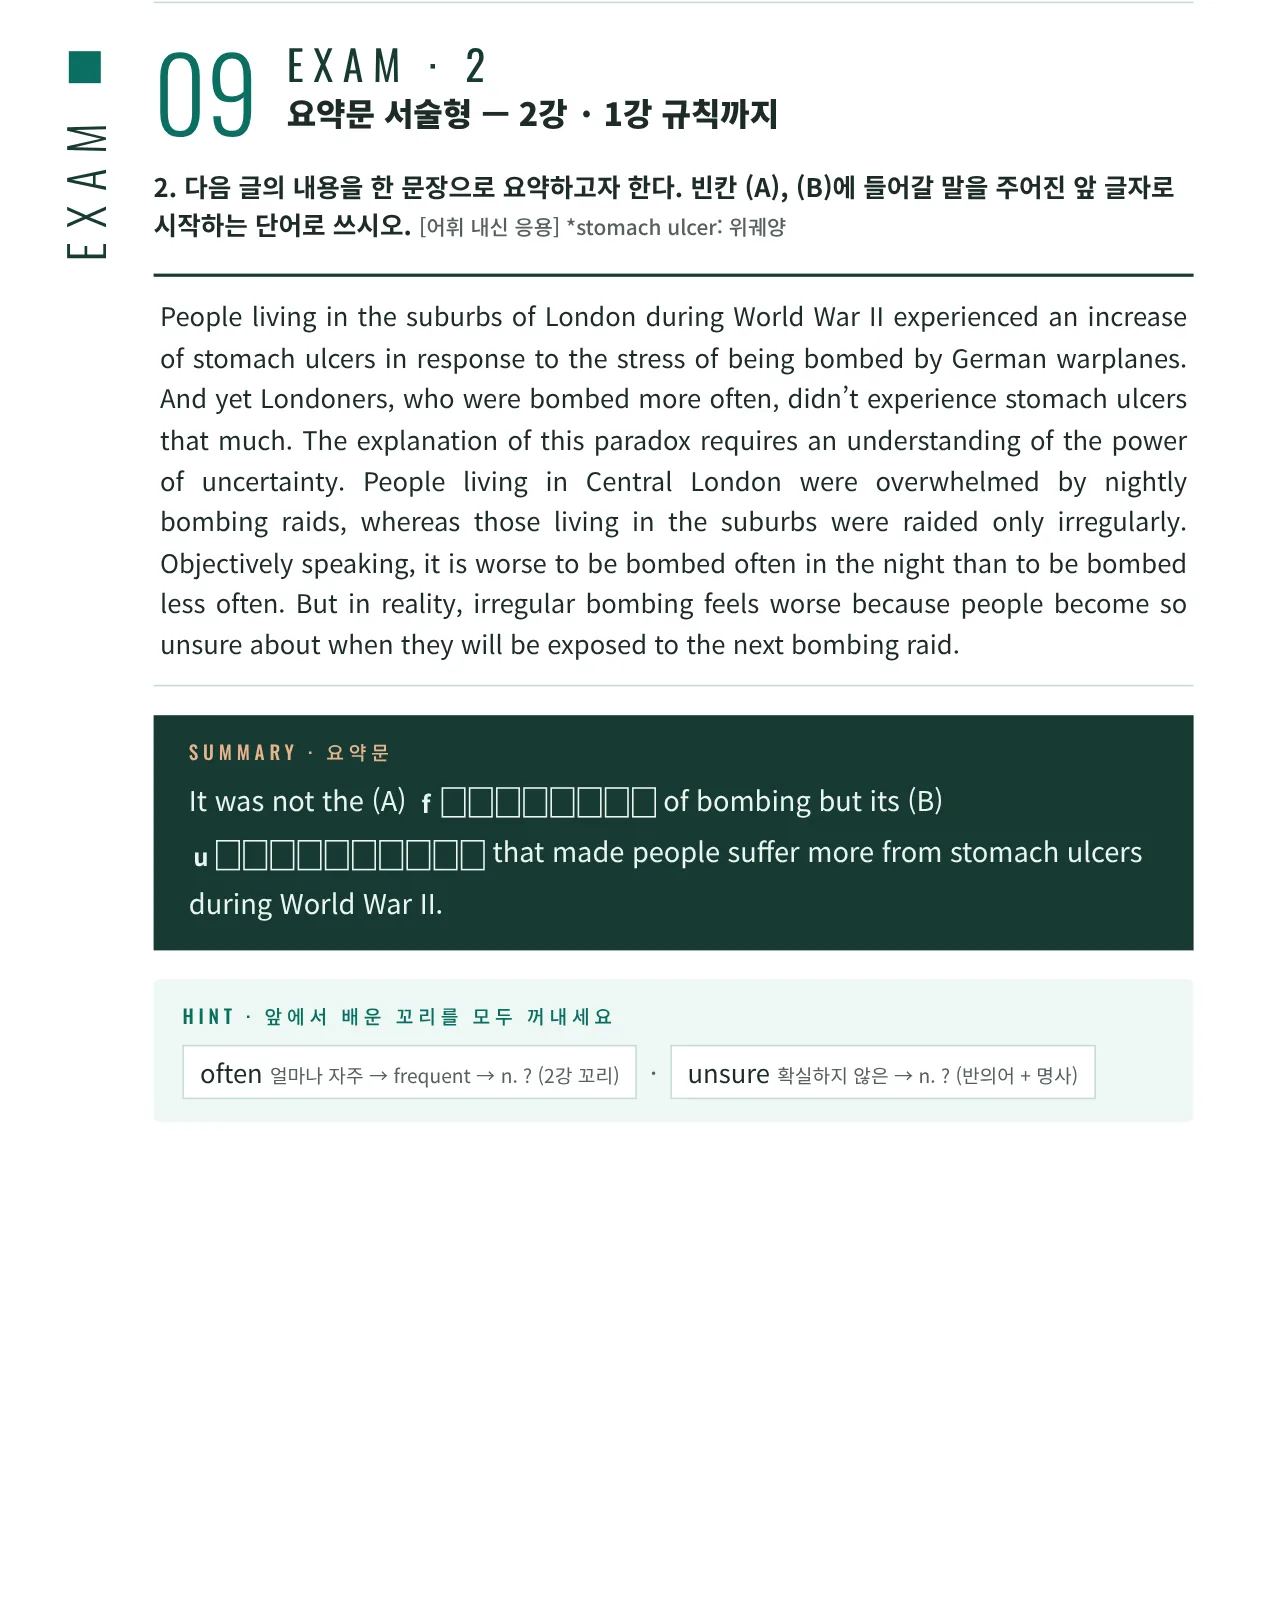 EXAM
09
EXAM · 2
요약문 서술형 — 2강 · 1강 규칙까지
2. 다음 글의 내용을 한 문장으로 요약하고자 한다. 빈칸 (A), (B)에 들어갈 말을 주어진 앞 글자로
시작하는 단어로 쓰시오. [어휘 내신 응용] *stomach ulcer: 위궤양
People living in the suburbs of London during World War II experienced an increase
of stomach ulcers in response to the stress of being bombed by German warplanes.
And yet Londoners, who were bombed more often, didn’t experience stomach ulcers
that much. The explanation of this paradox requires an understanding of the power
of uncertainty. People living in Central London were overwhelmed by nightly
bombing raids, whereas those living in the suburbs were raided only irregularly.
Objectively speaking, it is worse to be bombed often in the night than to be bombed
less often. But in reality, irregular bombing feels worse because people become so
unsure about when they will be exposed to the next bombing raid.
SUMMARY · 요약문
It was not the (A) f □□□□□□□□ of bombing but its (B)
u □□□□□□□□□□ that made people suffer more from stomach ulcers
during World War II.
HINT · 앞에서 배운 꼬리를 모두 꺼내세요
often 얼마나 자주 → frequent → n. ? (2강 꼬리) · unsure 확실하지 않은 → n. ? (반의어 + 명사)